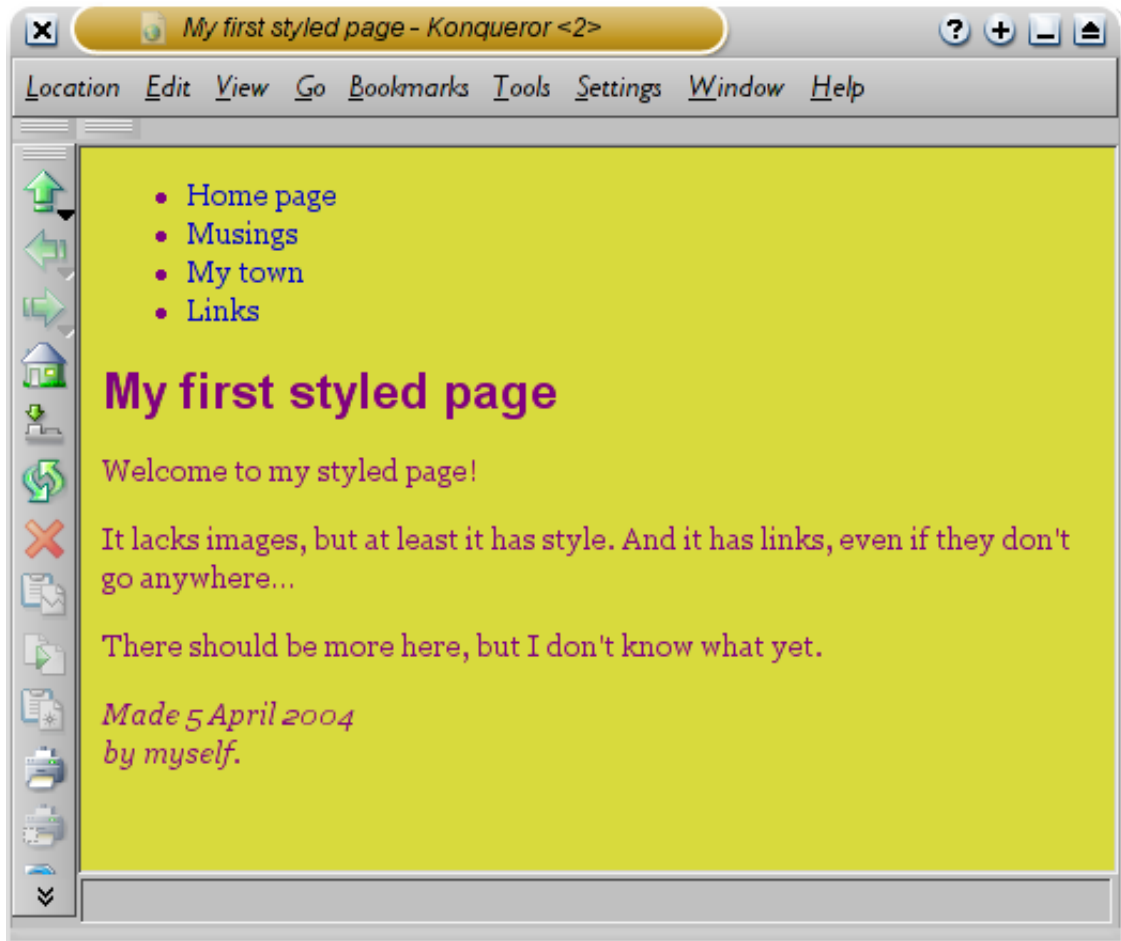 My first styled page - Konqueror <2>
Location Edit View Go Bookmarks Tools Settings Window Help
• Home page
• Musings
• My town
• Links
My first styled page
Welcome to my styled page!
It lacks images, but at least it has style. And it has links, even if they don't
go anywhere...
There should be more here, but I don't know what yet.
Made 5 April 2004
by myself.